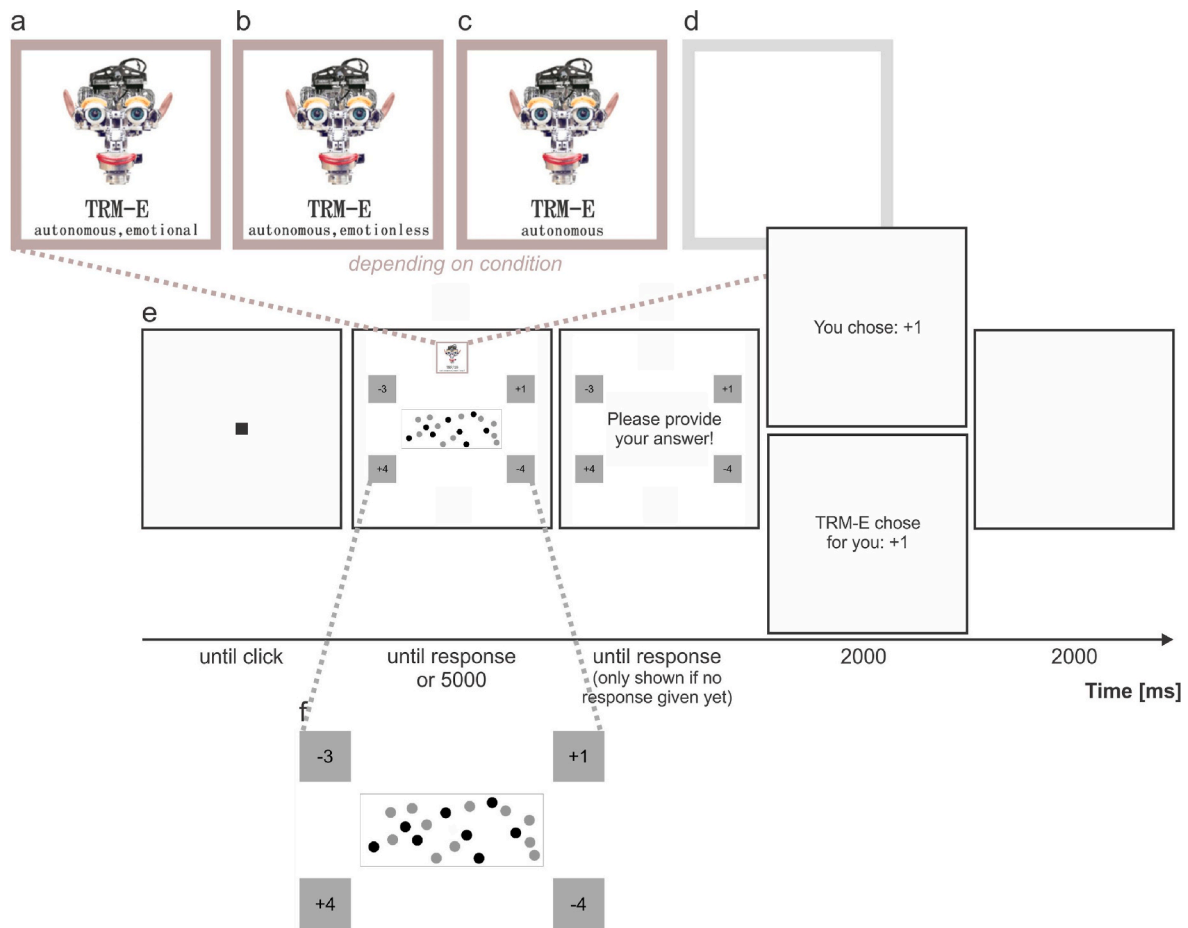 a
b
c
d
TRM-E
autonomous,emotional
TRM-E
autonomous,emotionless
TRM-E
autonomous
depending on condition
e
-3
+1
+4
-4
-3
+1
Please provide
your answer!
+4
-4
You chose: +1
TRM-E chose
for you: +1
until click
until response
or 5000
until response
(only shown if no
response given yet)
2000
2000
Time [ms]
f
-3
+1
+4
-4